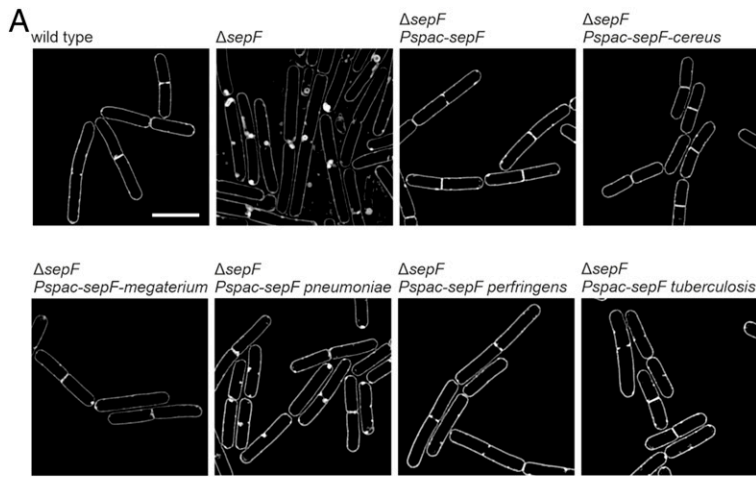 A
wild type
ΔsepF
ΔsepF
Pspac-sepF
ΔsepF
Pspac-sepF-cereus
ΔsepF
Pspac-sepF-megaterium
ΔsepF
Pspac-sepF pneumoniae
ΔsepF
Pspac-sepF perfringens
ΔsepF
Pspac-sepF tuberculosis